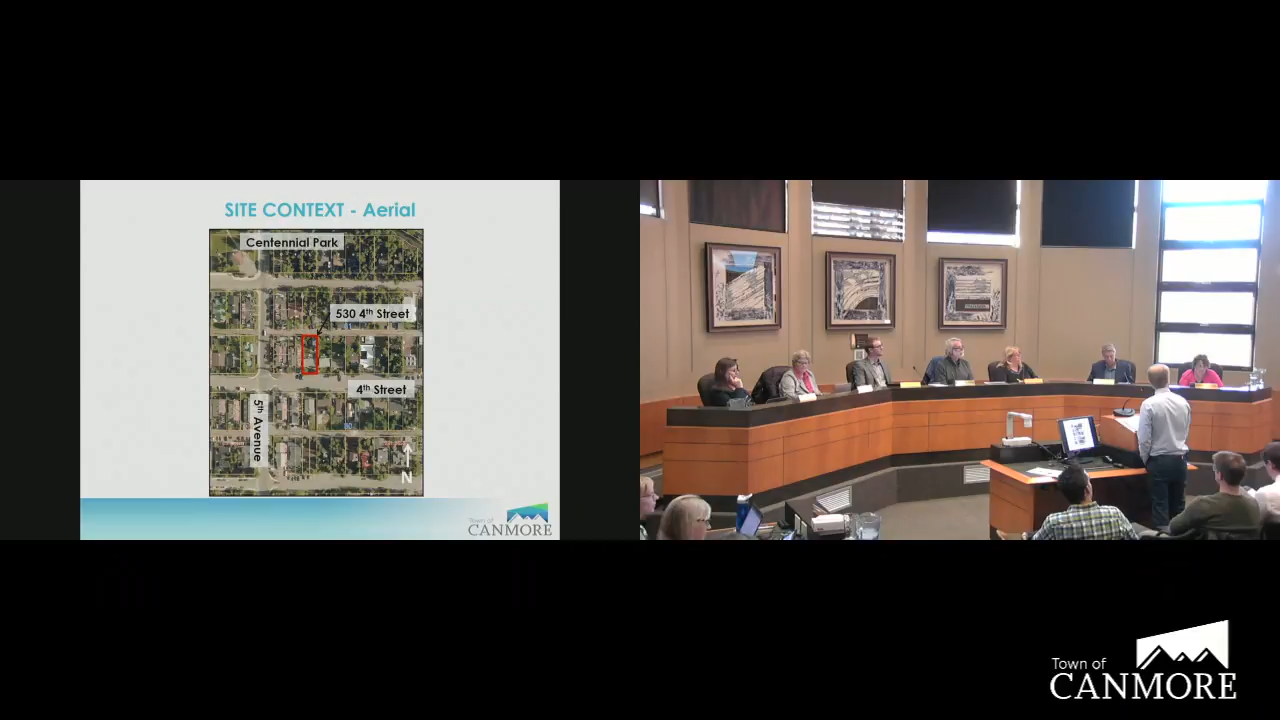 SITE CONTEXT - Aerial
Centennial Park
530 4th Street
4th Street
5th Avenue
N
Town of
CANMORE
Town of
CANMORE